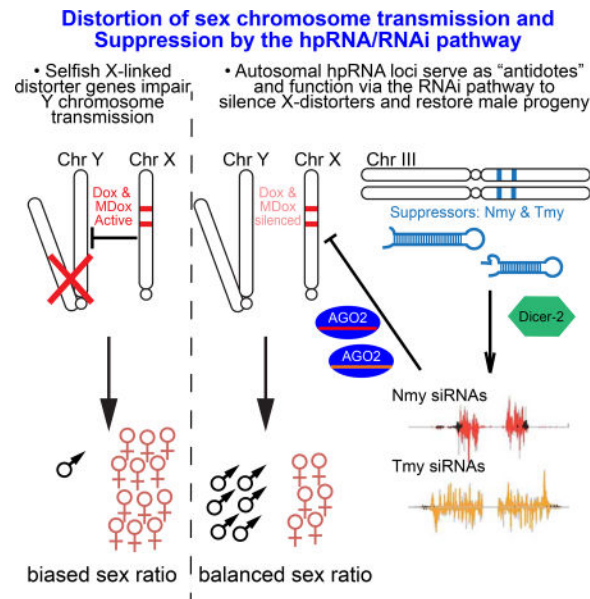 Distortion of sex chromosome transmission and
Suppression by the hpRNA/RNAi pathway
• Selfish X-linked
distorter genes impair
Y chromosome
transmission
• Autosomal hpRNA loci serve as “antidotes”
and function via the RNAi pathway to
silence X-distorters and restore male progeny
Chr Y
Chr X
Dox &
MDox
Active
Chr Y
Chr X
Dox &
MDox
silenced
Chr III
Suppressors: Nmy & Tmy
Dicer-2
AGO2
AGO2
Nmy siRNAs
Tmy siRNAs
biased sex ratio
balanced sex ratio